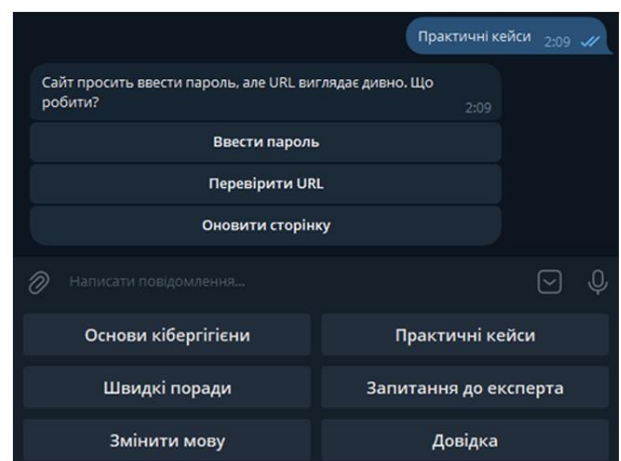 Практичні кейси 2:09
Сайт просить ввести пароль, але URL виглядає дивно. Що
робити? 2:09
Ввести пароль
Перевірити URL
Оновити сторінку
Написати повідомлення...
Основи кібергігієни Практичні кейси
Швидкі поради Запитання до експерта
Змінити мову Довідка